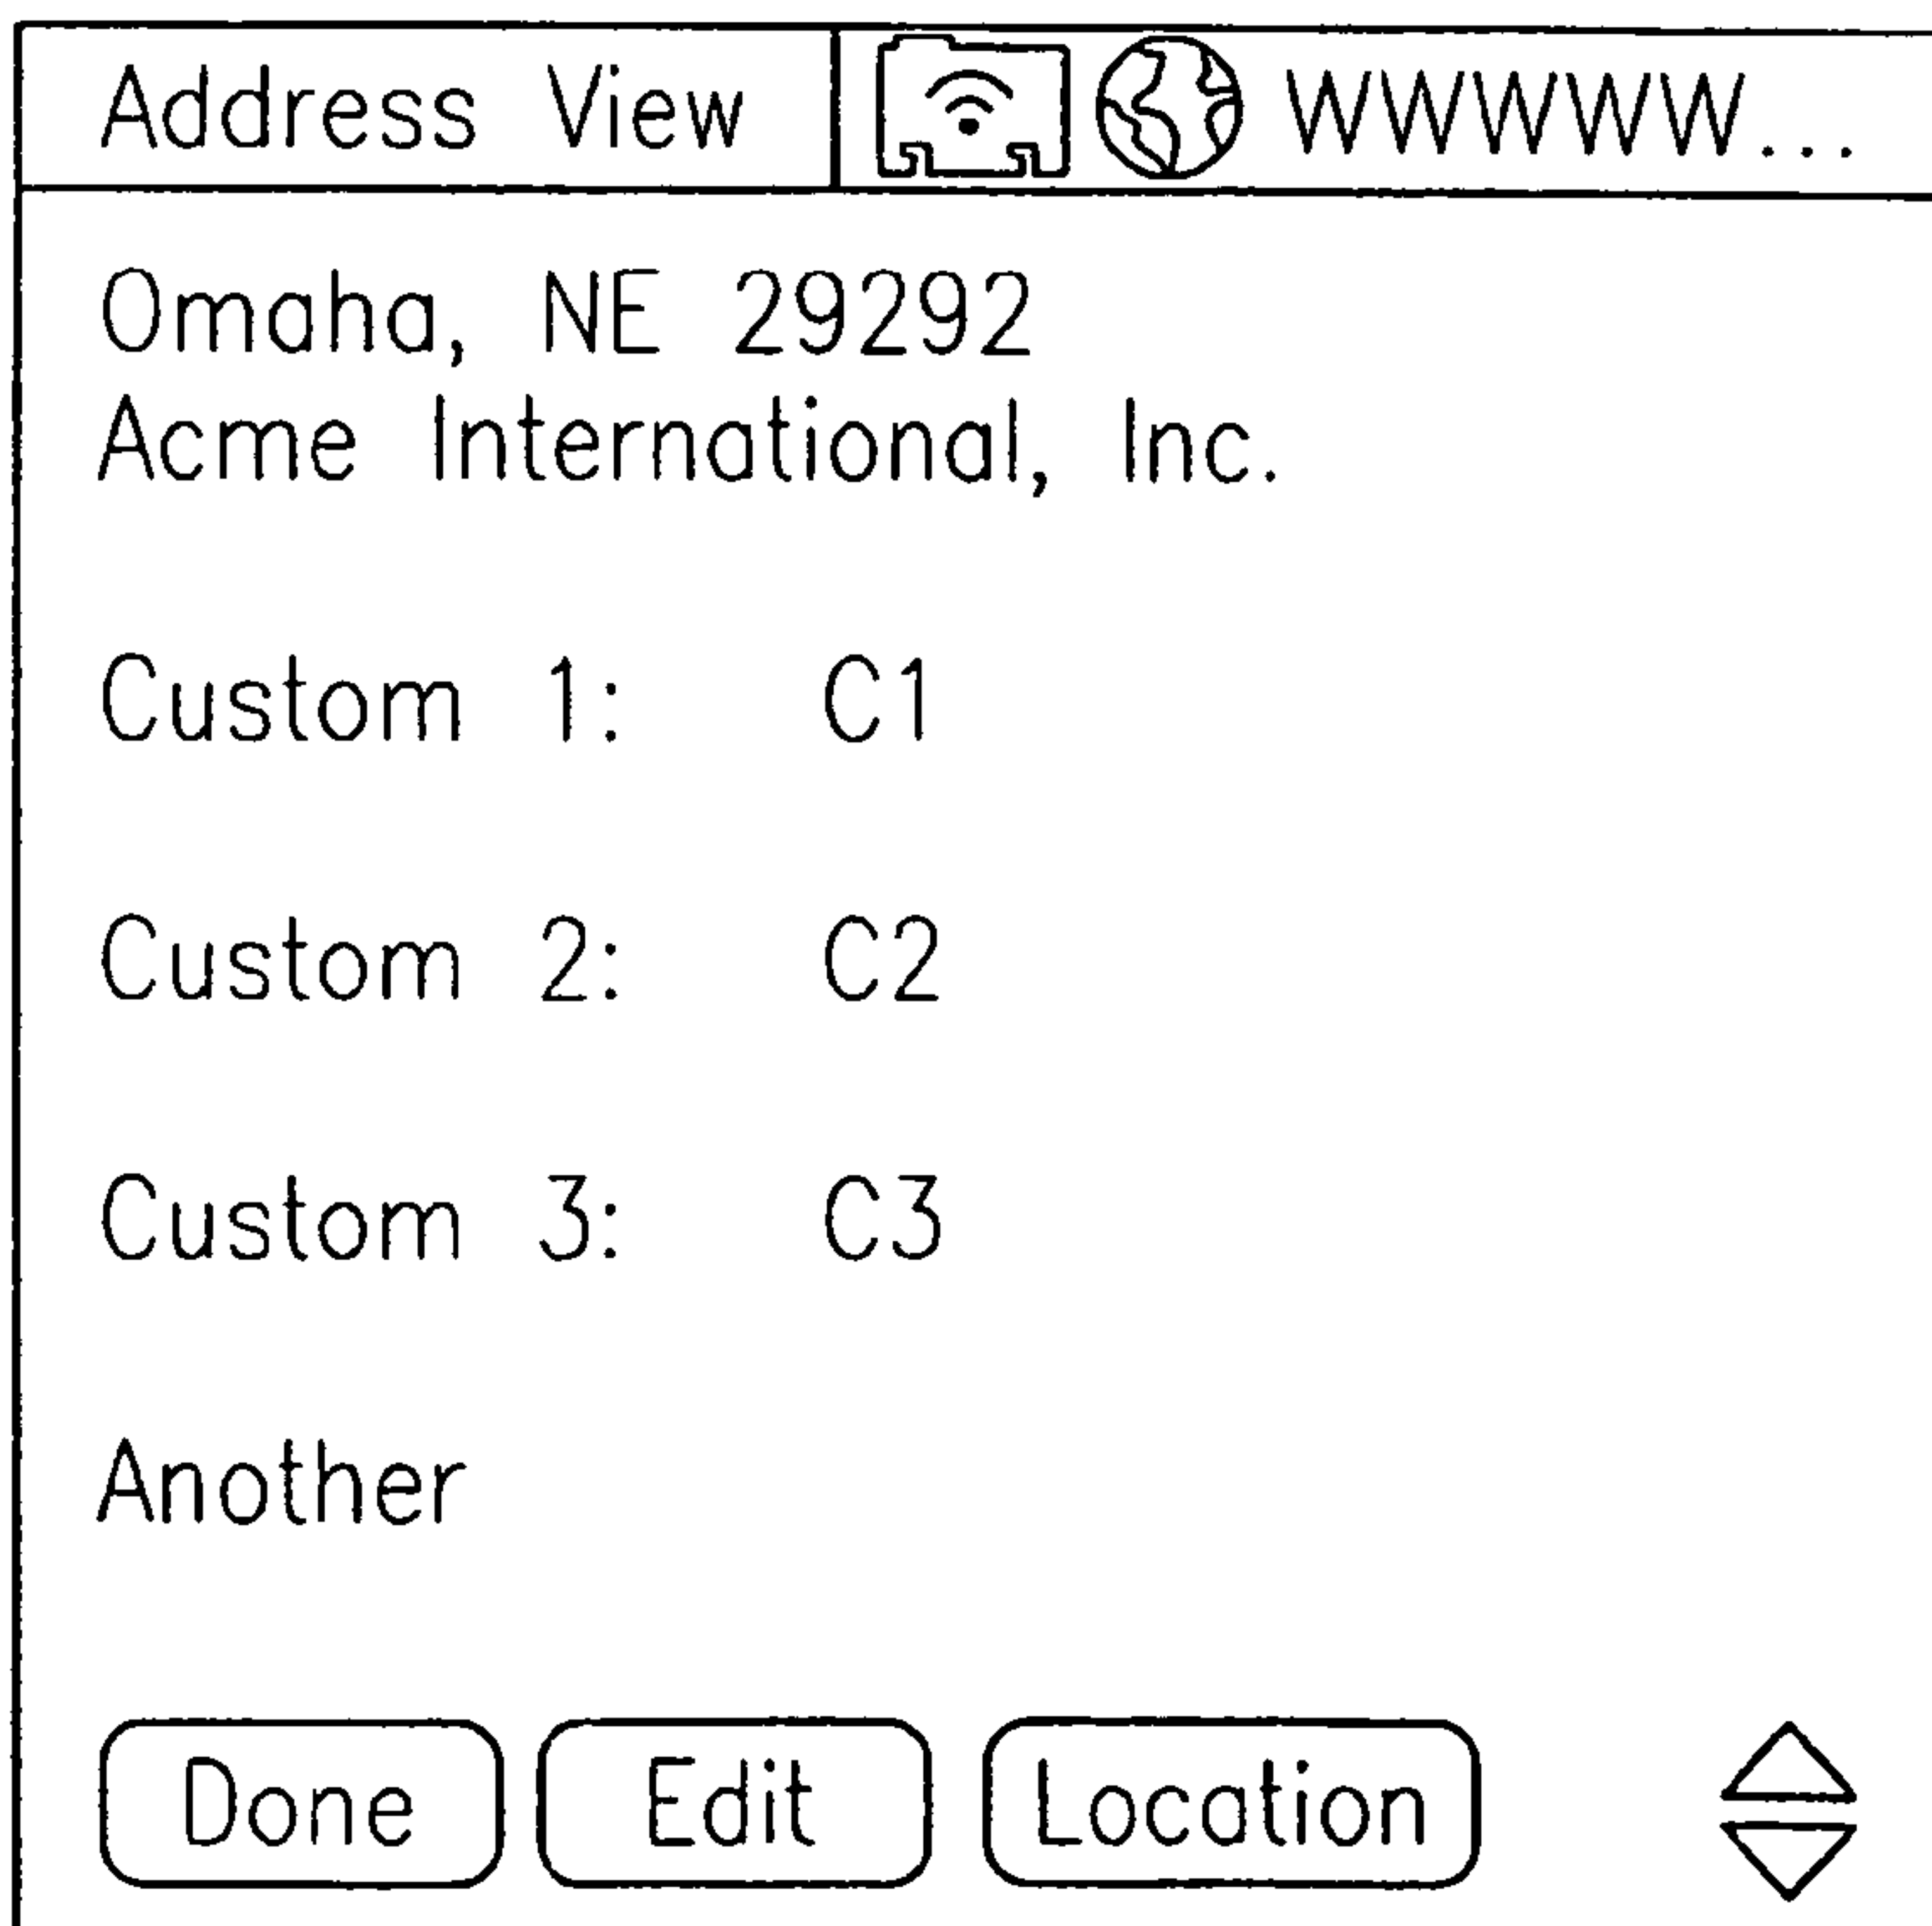 Address View WWWWW...
Omaha, NE 29292
Acme International, Inc.
Custom 1: C1
Custom 2: C2
Custom 3: C3
Another
Done Edit Location